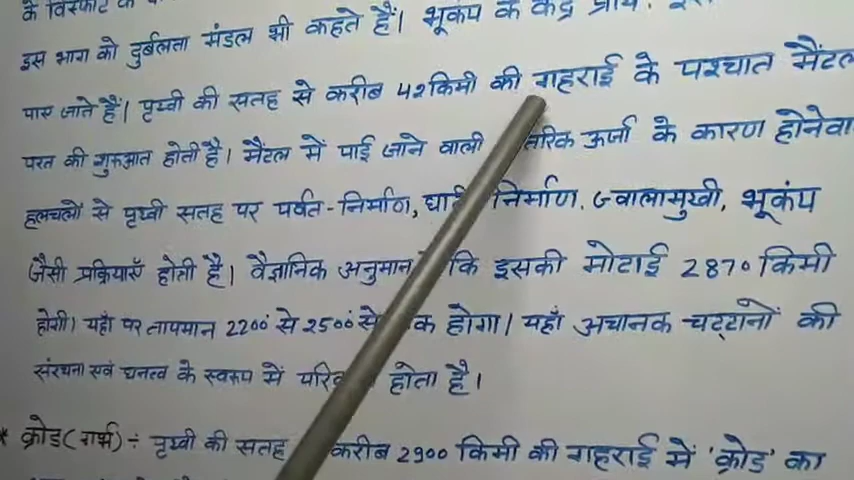 के विस्फोट के
इस भाग को दुर्बलता मंडल भी कहते हैं। भूकंप के केंद्र प्रायः
पाए जाते हैं। पृथ्वी की सतह से करीब 42 किमी की गहराई के पश्चात मैंटल
परत की शुरुआत होती है। मैंटल में पाई जाने वाली तरिक ऊर्जा के कारण होनेवा
हलचलों से पृथ्वी सतह पर पर्वत-निर्माण, घा निर्माण, ज्वालामुखी, भूकंप
जैसी प्रक्रियाएँ होती है। वैज्ञानिक अनुमान कि इसकी मोटाई 2870 किमी
होगी। यहाँ पर तापमान 2200° से 2500° से क होगा। यहाँ अचानक चट्टानों की
संरचना एवं घनत्व के स्वरूप में परि होता है।
* क्रोड (गर्भ) ÷ पृथ्वी की सतह करीब 2900 किमी की गहराई में 'क्रोड' का